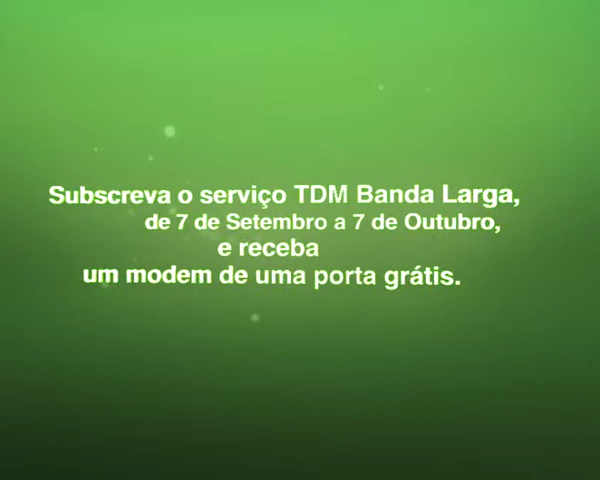 Subscreva o serviço TDM Banda Larga,
de 7 de Setembro a 7 de Outubro,
e receba
um modem de uma porta grátis.